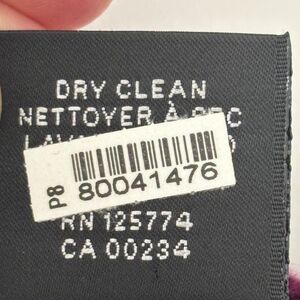 DRY CLEAN
NETTOYER À
P8
80041476
RN 125774
CA 00234